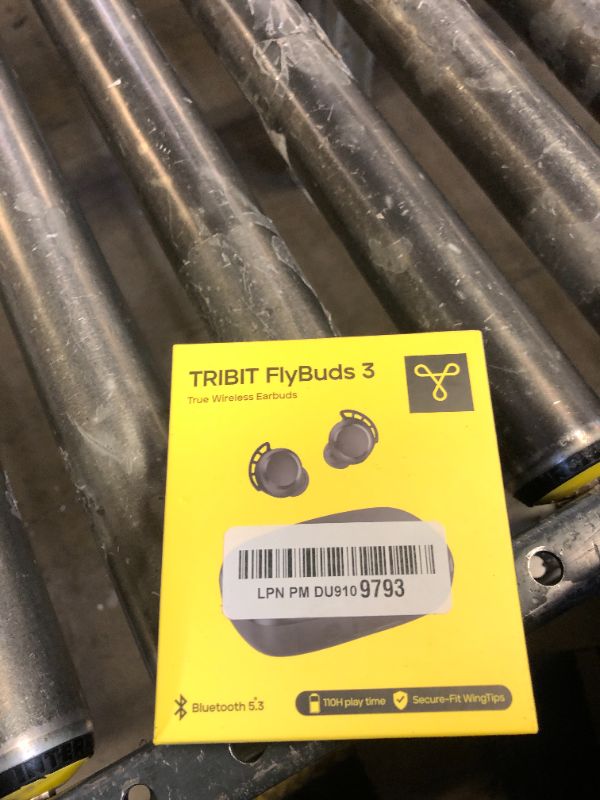 TRIBIT FlyBuds 3
True Wireless Earbuds
LPN PM DU910 9793
Bluetooth® 5.3
110H play time Secure-Fit WingTips
INTER